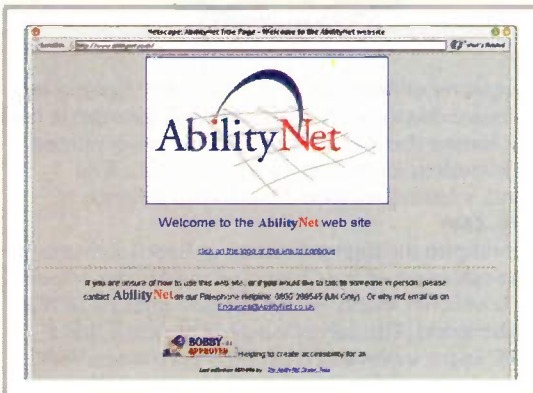 Netscape: AbilityNet Title Page - Welcome to the AbilityNet website
What's Related
AbilityNet
Welcome to the AbilityNet web site
click on the logo or this link to continue
If you are unsure of how to use this web site, or if you would like to talk to someone in person, please
contact AbilityNet on our Freephone Helpline: 0800 269545 (UK Only). Or why not email us on
Enquiries@AbilityNet.co.uk
BOBBY
APPROVED Helping to create accessibility for all